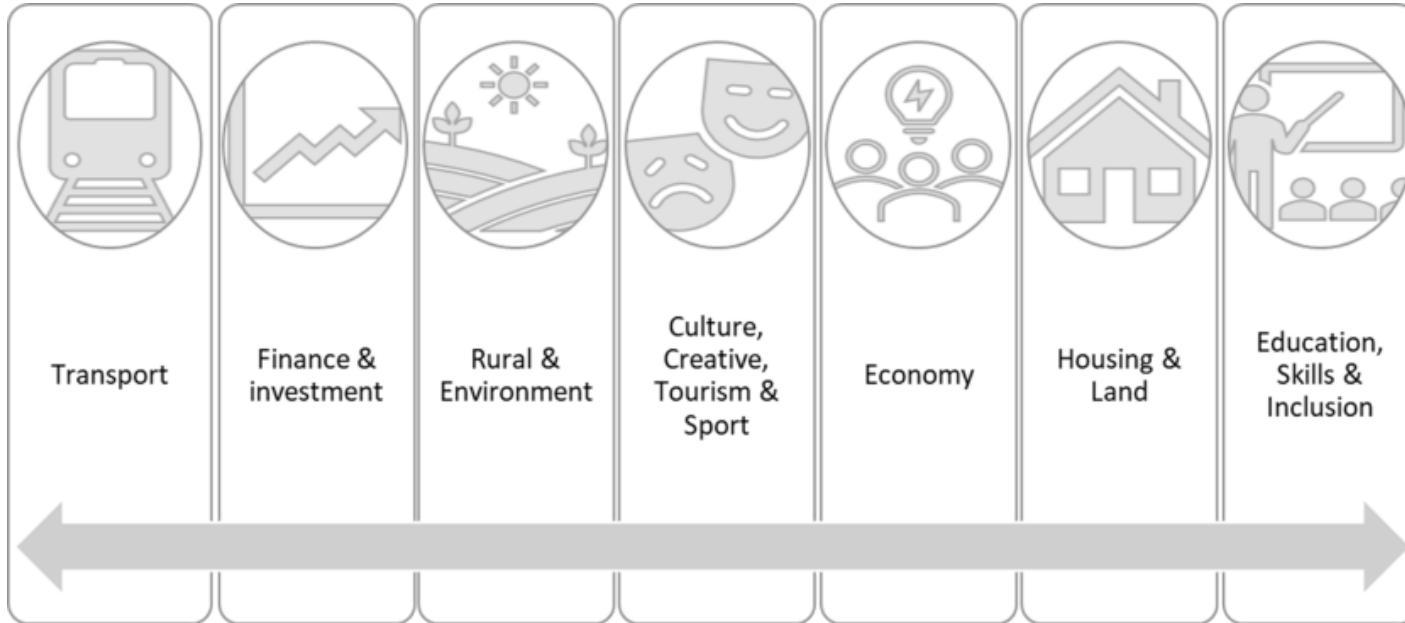 Transport
Finance &
investment
Rural &
Environment
Culture,
Creative,
Tourism &
Sport
Economy
Housing &
Land
Education,
Skills &
Inclusion